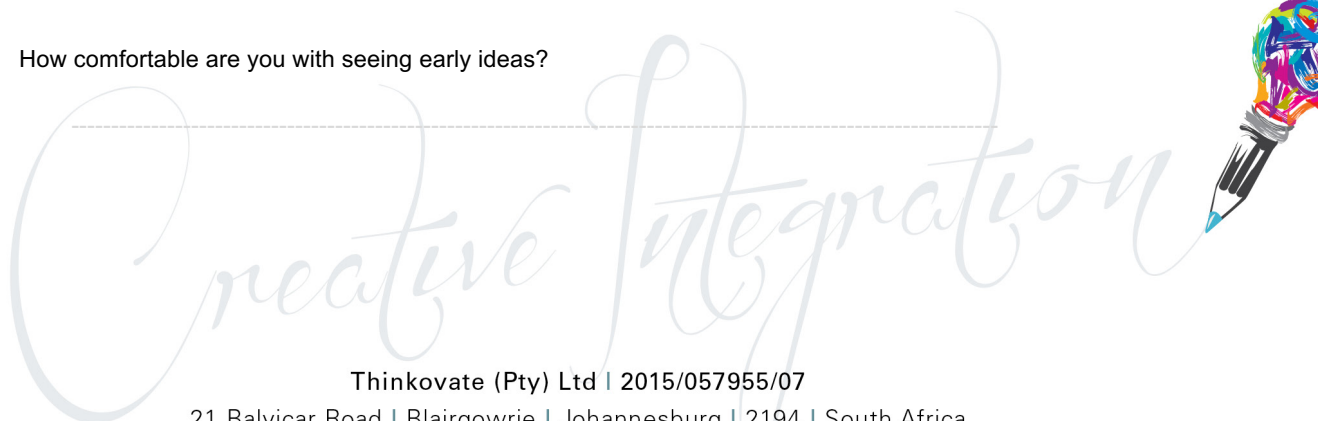 How comfortable are you with seeing early ideas?
Creative Integration
Thinkovate (Pty) Ltd | 2015/057955/07
21 Balvicar Road | Blairgowrie | Johannesburg | 2194 | South Africa